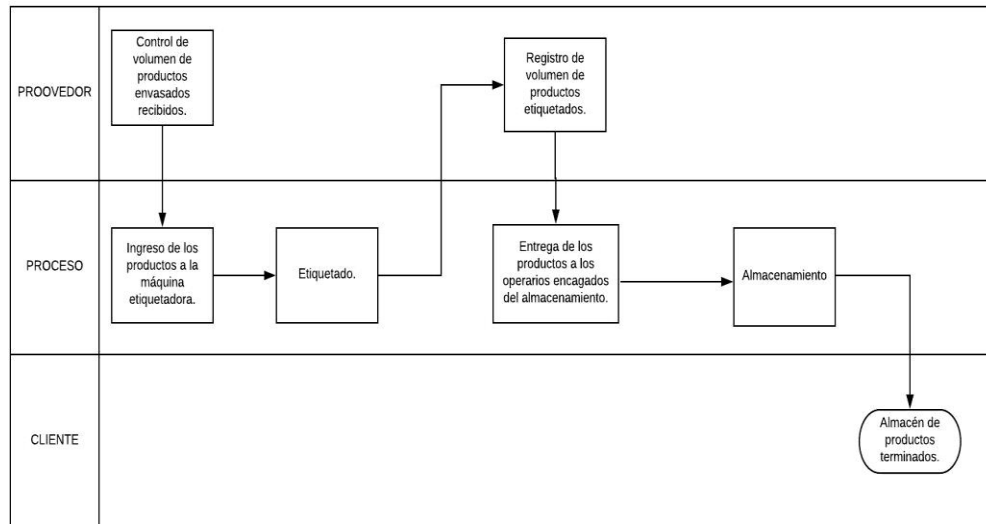 PROOVEDOR
Control de
volumen de
productos
envasados
recibidos.
Registro de
volumen de
productos
etiquetados.
PROCESO
Ingreso de los
productos a la
máquina
etiquetadora.
Etiquetado.
Entrega de los
productos a los
operarios encagados
del almacenamiento.
Almacenamiento
CLIENTE
Almacén de
productos
terminados.